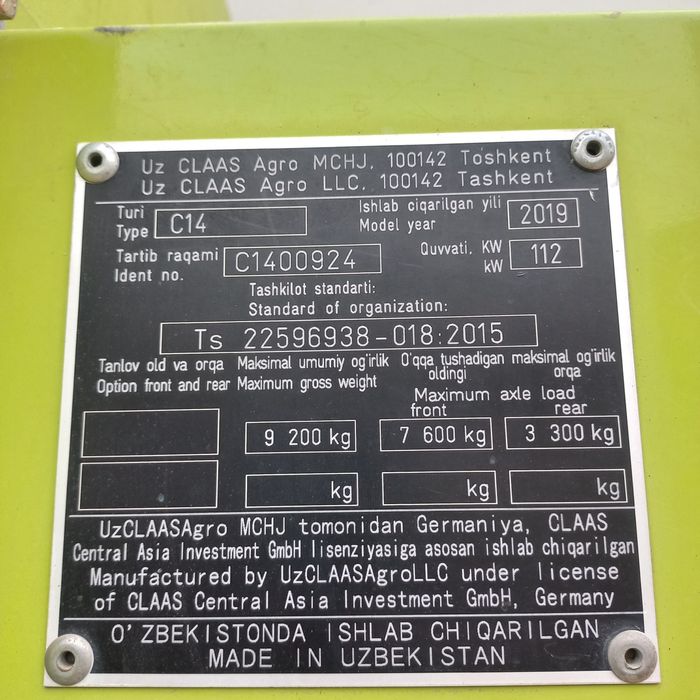 Uz CLAAS Agro MCHJ, 100142 Toshkent
Uz CLAAS Agro LLC, 100142 Tashkent
Turi Ishlab ciqarilgan yili
Type C14 Model year 2019
Tartib raqami Quvvati, KW
Ident no. C1400924 kW 112
Tashkilot standarti:
Standard of organization:
Ts 22596938-018:2015
Tanlov old va orqa Maksimal umumiy og'irlik O'qqa tushadigan maksimal og'irlik
oldingi orqa
Option front and rear Maximum gross weight
Maximum axle load
front rear
9 200 kg 7 600 kg 3 300 kg
kg kg kg
UzCLAASAgro MCHJ tomonidan Germaniya, CLAAS
Central Asia Investment GmbH lisenziyasiga asosan ishlab chiqarilgan
Manufactured by UzCLAASAgroLLC under license
of CLAAS Central Asia Investment GmbH, Germany
O'ZBEKISTONDA ISHLAB CHIQARILGAN
MADE IN UZBEKISTAN